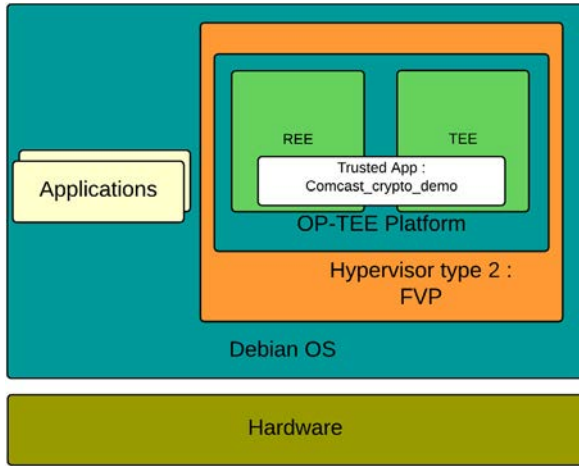 REE
TEE
Trusted App :
Comcast_crypto_demo
Applications
OP-TEE Platform
Hypervisor type 2 :
FVP
Debian OS
Hardware